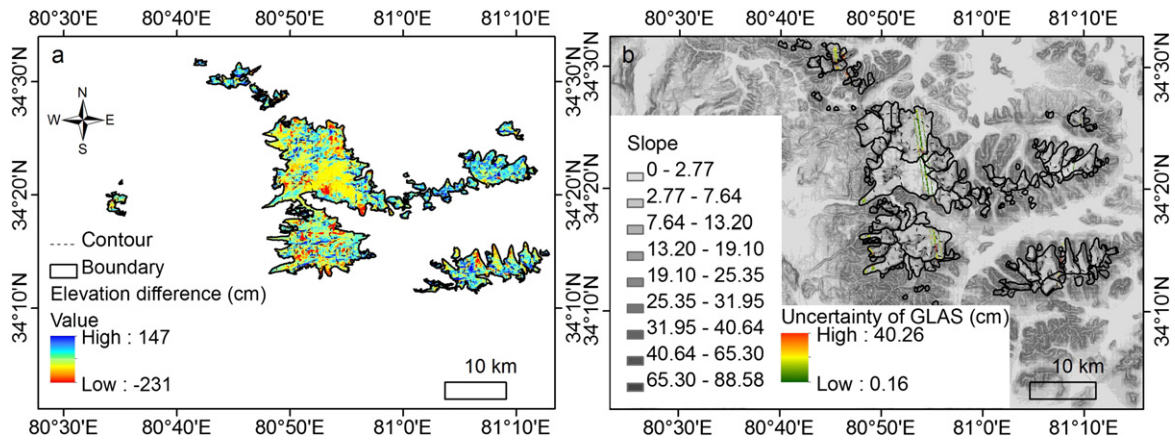 80°30'E 80°40'E 80°50'E 81°0'E 81°10'E
a
34°30'N
34°20'N
34°10'N
N
W E
S
Contour
Boundary
Elevation difference (cm)
Value
High : 147
Low : -231
10 km
80°30'E 80°40'E 80°50'E 81°0'E 81°10'E
80°30'E 80°40'E 80°50'E 81°0'E 81°10'E
34°30'N
34°20'N
34°10'N
b
Slope
0 - 2.77
2.77 - 7.64
7.64 - 13.20
13.20 - 19.10
19.10 - 25.35
25.35 - 31.95
31.95 - 40.64
40.64 - 65.30
65.30 - 88.58
Uncertainty of GLAS (cm)
High : 40.26
Low : 0.16
10 km
34°30'N
34°20'N
34°10'N
80°30'E 80°40'E 80°50'E 81°0'E 81°10'E